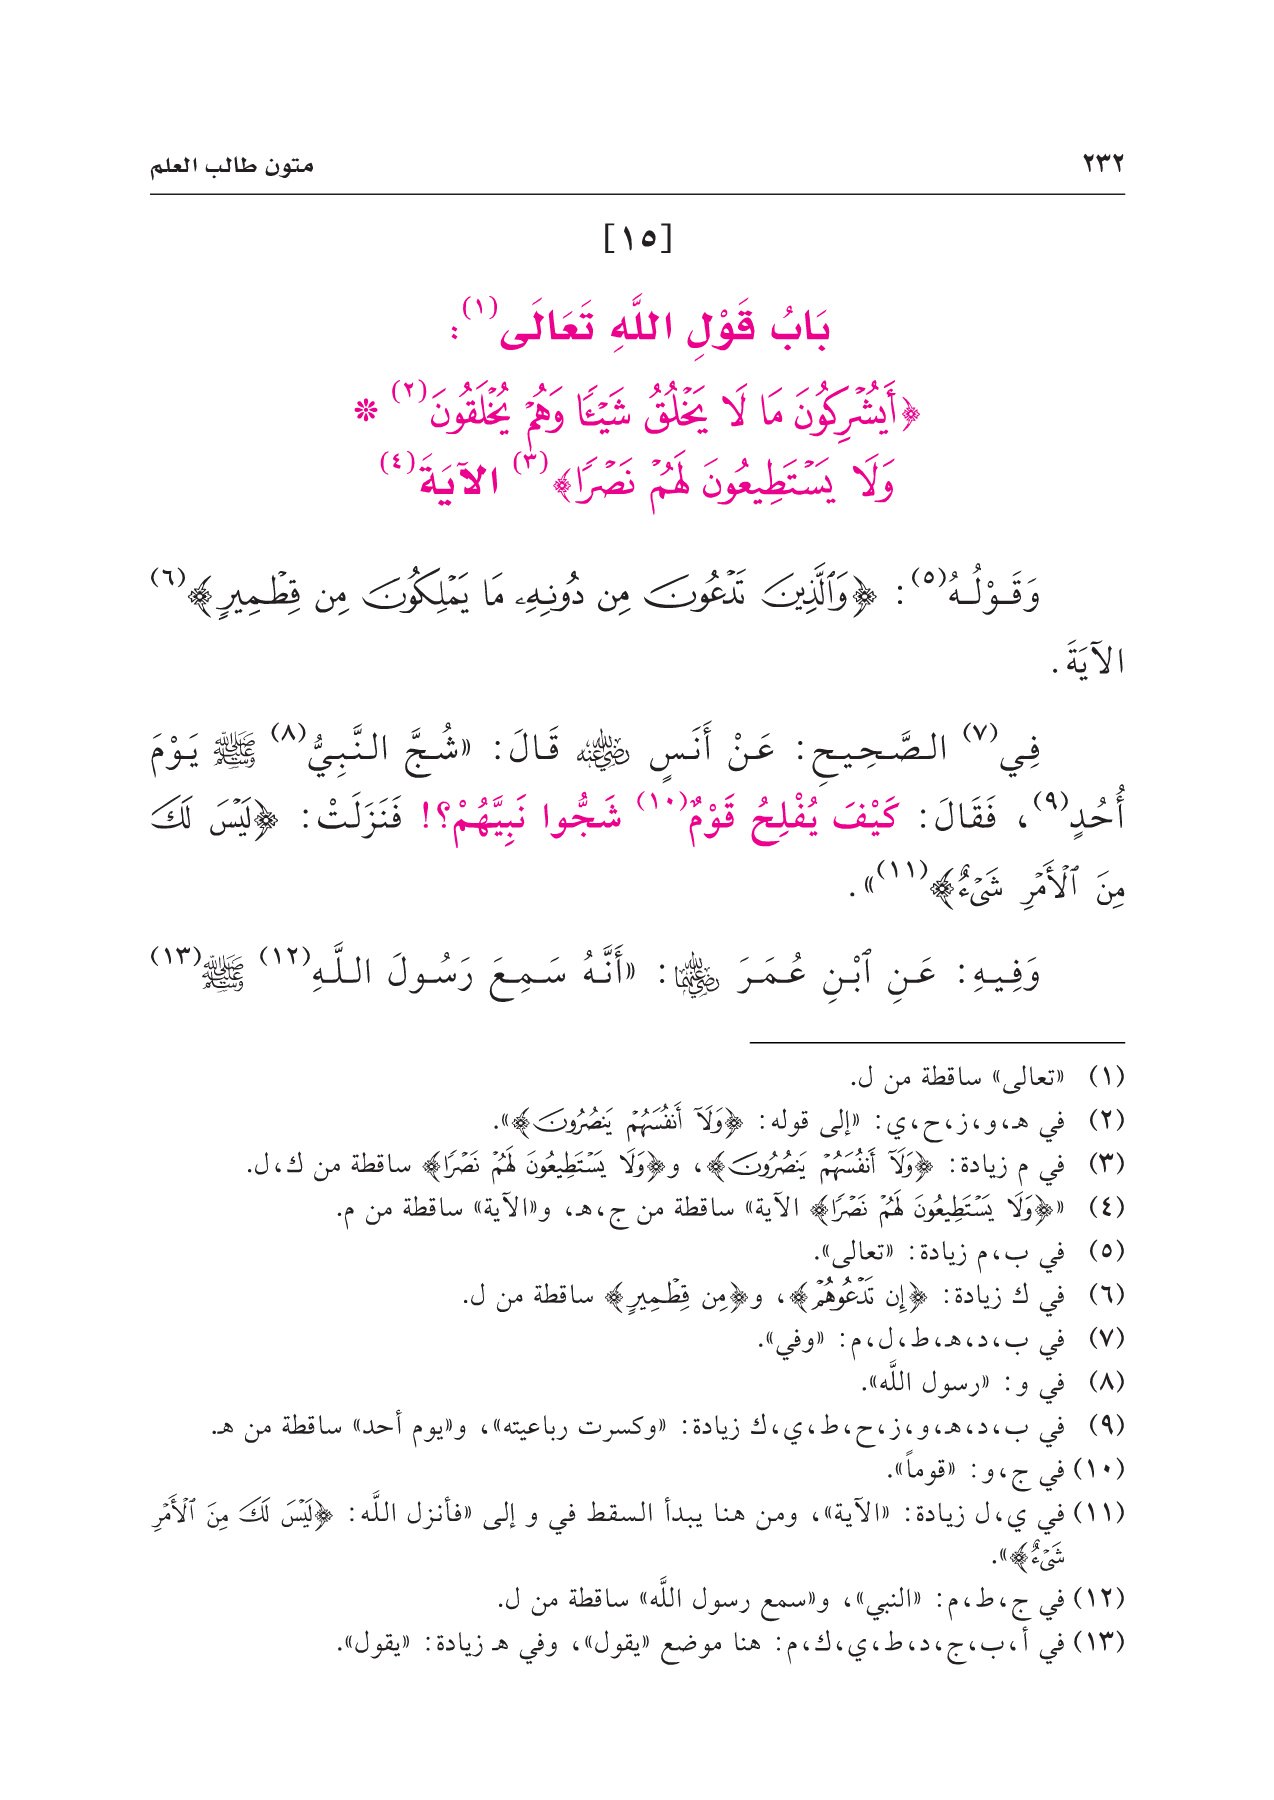 ٢٣٢ متون طالب العلم
[١٥]
بَابُ قَوْلِ اللَّهِ تَعَالَى(١):
﴿أَيُشْرِكُونَ مَا لَا يَخْلُقُ شَيْـًٔا وَهُمْ يُخْلَقُونَ(٢) *
وَلَا يَسْتَطِيعُونَ لَهُمْ نَصْرًا﴾(٣) الآيَةَ(٤)
وَقَوْلُهُ(٥): ﴿وَٱلَّذِينَ تَدْعُونَ مِن دُونِهِۦ مَا يَمْلِكُونَ مِن قِطْمِيرٍ﴾(٦)
الآيَةَ.
فِي(٧) الصَّحِيحِ: عَنْ أَنَسٍ رضي الله عنه قَالَ: «شُجَّ النَّبِيُّ(٨) ﷺ يَوْمَ
أُحُدٍ(٩)، فَقَالَ: كَيْفَ يُفْلِحُ قَوْمٌ(١٠) شَجُّوا نَبِيَّهُمْ؟! فَنَزَلَتْ: ﴿لَيْسَ لَكَ
مِنَ ٱلْأَمْرِ شَىْءٌ﴾(١١)».
وَفِيهِ: عَنِ ٱبْنِ عُمَرَ رضي الله عنهما: «أَنَّهُ سَمِعَ رَسُولَ اللَّهِ(١٢) ﷺ(١٣)
(١) «تعالى» ساقطة من ل.
(٢) في هـ،و،ز،ح،ي: «إلى قوله: ﴿وَلَآ أَنفُسَهُمْ يَنصُرُونَ﴾».
(٣) في م زيادة: ﴿وَلَآ أَنفُسَهُمْ يَنصُرُونَ﴾، و﴿وَلَا يَسْتَطِيعُونَ لَهُمْ نَصْرًا﴾ ساقطة من ك،ل.
(٤) «﴿وَلَا يَسْتَطِيعُونَ لَهُمْ نَصْرًا﴾ الآية» ساقطة من ج،هـ، و«الآية» ساقطة من م.
(٥) في ب،م زيادة: «تعالى».
(٦) في ك زيادة: ﴿إِن تَدْعُوهُمْ﴾، و﴿مِن قِطْمِيرٍ﴾ ساقطة من ل.
(٧) في ب،د،هـ،ط،ل،م: «وفي».
(٨) في و: «رسول اللَّه».
(٩) في ب،د،هـ،و،ز،ح،ط،ي،ك زيادة: «وكسرت رباعيته»، و«يوم أحد» ساقطة من هـ.
(١٠) في ج،و: «قوماً».
(١١) في ي،ل زيادة: «الآية»، ومن هنا يبدأ السقط في و إلى «فأنزل اللَّه: ﴿لَيْسَ لَكَ مِنَ ٱلْأَمْرِ
شَىْءٌ﴾».
(١٢) في ج،ط،م: «النبي»، و«سمع رسول اللَّه» ساقطة من ل.
(١٣) في أ،ب،ج،د،ط،ي،ك،م: هنا موضع «يقول»، وفي هـ زيادة: «يقول».